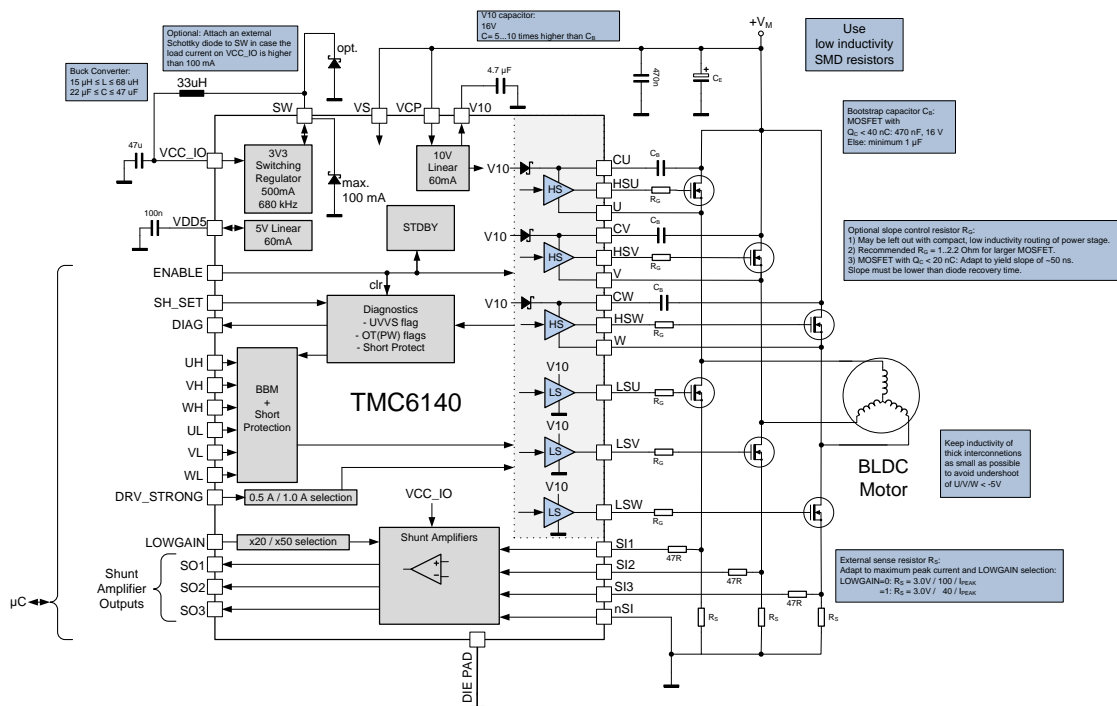 V10 capacitor:
16V
C= 5...10 times higher than CB
+VM
Use
low inductivity
SMD resistors
Optional: Attach an external
Schottky diode to SW in case the
load current on VCC_IO is higher
than 100 mA
opt.
Buck Converter:
15 µH ≤ L ≤ 68 uH
22 µF ≤ C ≤ 47 uF
33uH
4.7 µF
470n
+
CE
SW
VS
VCP
V10
Bootstrap capacitor CB:
MOSFET with
QC < 40 nC: 470 nF, 16 V
Else: minimum 1 µF
47u
VCC_IO
3V3
Switching
Regulator
500mA
680 kHz
max.
100 mA
10V
Linear
60mA
V10
HS
CU
CB
HSU
RG
U
100n
VDD5
5V Linear
60mA
STDBY
V10
HS
CV
CB
HSV
RG
V
Optional slope control resistor RG:
1) May be left out with compact, low inductivity routing of power stage.
2) Recommended RG = 1..2.2 Ohm for larger MOSFET.
3) MOSFET with QC < 20 nC: Adapt to yield slope of ~50 ns.
Slope must be lower than diode recovery time.
ENABLE
clr
SH_SET
DIAG
Diagnostics
- UVVS flag
- OT(PW) flags
- Short Protect
V10
HS
CW
CB
HSW
RG
W
UH
VH
WH
UL
VL
WL
BBM
+
Short
Protection
TMC6140
V10
LS
LSU
RG
V10
LS
LSV
RG
BLDC
Motor
Keep inductivity of
thick interconnetions
as small as possible
to avoid undershoot
of U/V/W < -5V
DRV_STRONG
0.5 A / 1.0 A selection
VCC_IO
V10
LS
LSW
RG
LOWGAIN
x20 / x50 selection
Shunt Amplifiers
+
-
SI1
47R
SI2
47R
SI3
47R
nSI
RS
RS
RS
External sense resistor RS:
Adapt to maximum peak current and LOWGAIN selection:
LOWGAIN=0: RS = 3.0V / 100 / IPEAK
=1: RS = 3.0V / 40 / IPEAK
µC
Shunt
Amplifier
Outputs
SO1
SO2
SO3
DIE PAD